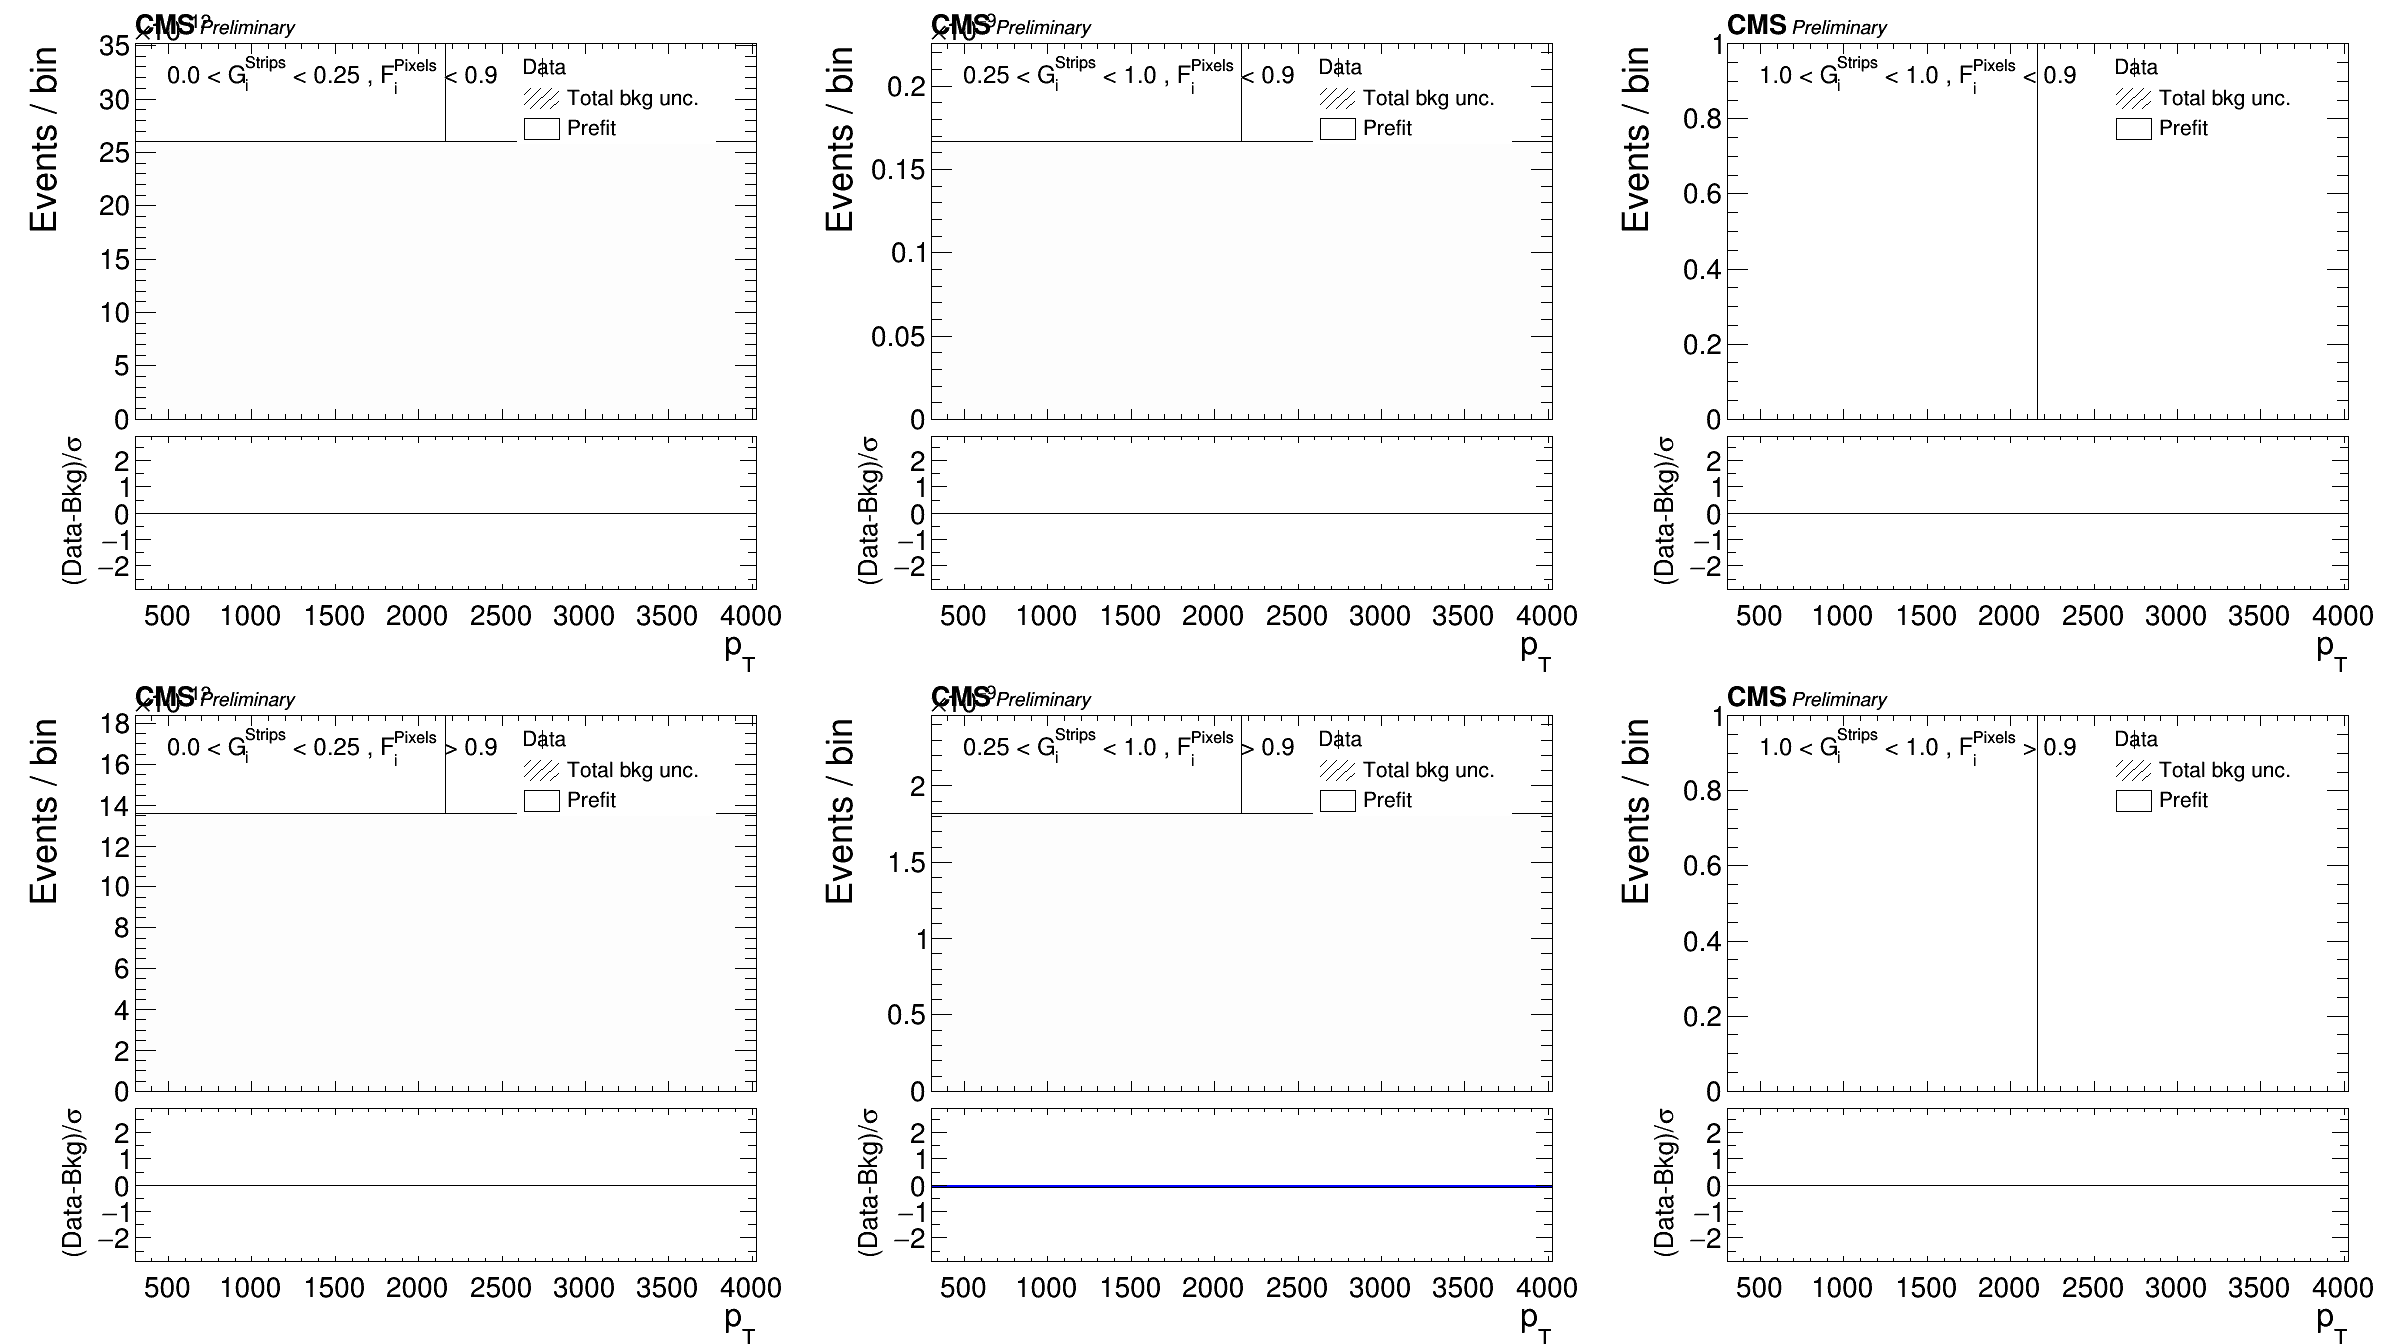 CMS Preliminary
×10
0.0 < G_i^Strips < 0.25 , F_i^Pixels < 0.9
Data
Total bkg unc.
Prefit
Events / bin
35
30
25
20
15
10
5
0
(Data-Bkg)/σ
2
1
0
−1
−2
500 1000 1500 2000 2500 3000 3500 4000
p_T
CMS Preliminary
×10
0.25 < G_i^Strips < 1.0 , F_i^Pixels < 0.9
Data
Total bkg unc.
Prefit
Events / bin
0.2
0.15
0.1
0.05
0
(Data-Bkg)/σ
2
1
0
−1
−2
500 1000 1500 2000 2500 3000 3500 4000
p_T
CMS Preliminary
1.0 < G_i^Strips < 1.0 , F_i^Pixels < 0.9
Data
Total bkg unc.
Prefit
Events / bin
1
0.8
0.6
0.4
0.2
0
(Data-Bkg)/σ
2
1
0
−1
−2
500 1000 1500 2000 2500 3000 3500 4000
p_T
CMS Preliminary
×10
0.0 < G_i^Strips < 0.25 , F_i^Pixels > 0.9
Data
Total bkg unc.
Prefit
Events / bin
18
16
14
12
10
8
6
4
2
0
(Data-Bkg)/σ
2
1
0
−1
−2
500 1000 1500 2000 2500 3000 3500 4000
p_T
CMS Preliminary
×10
0.25 < G_i^Strips < 1.0 , F_i^Pixels > 0.9
Data
Total bkg unc.
Prefit
Events / bin
2
1.5
1
0.5
0
(Data-Bkg)/σ
2
1
0
−1
−2
500 1000 1500 2000 2500 3000 3500 4000
p_T
CMS Preliminary
1.0 < G_i^Strips < 1.0 , F_i^Pixels > 0.9
Data
Total bkg unc.
Prefit
Events / bin
1
0.8
0.6
0.4
0.2
0
(Data-Bkg)/σ
2
1
0
−1
−2
500 1000 1500 2000 2500 3000 3500 4000
p_T